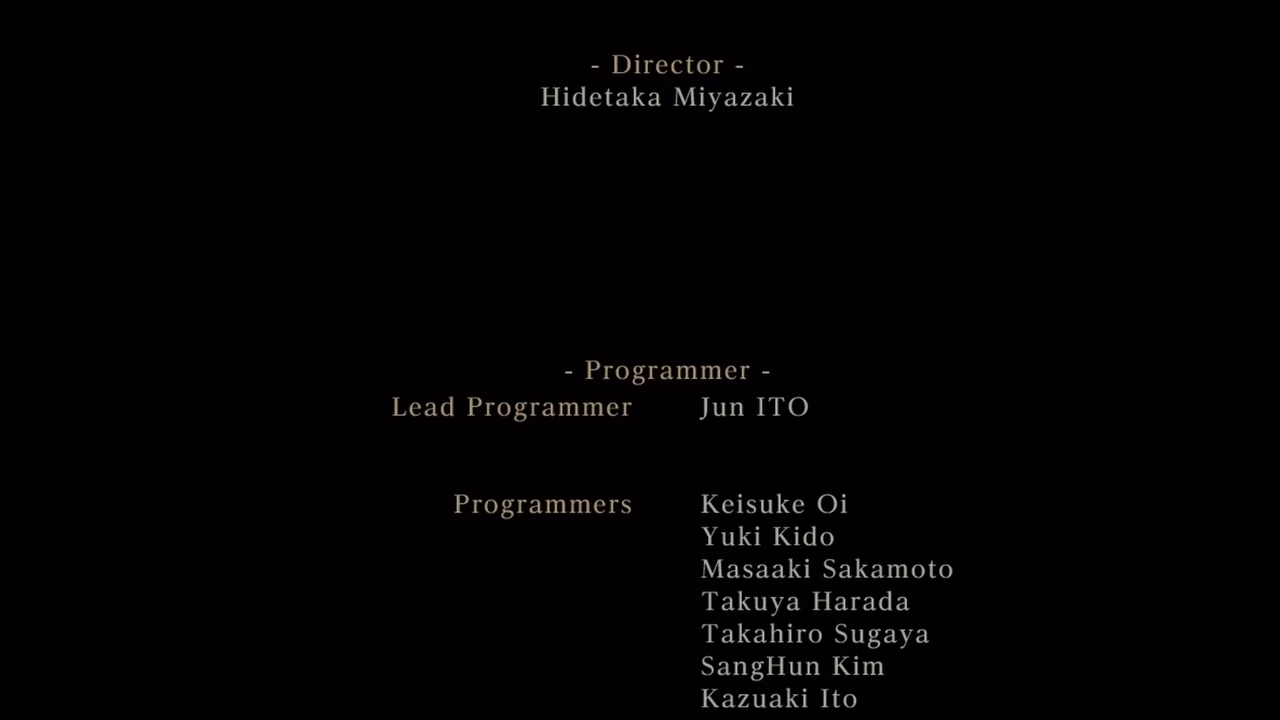 - Director -
Hidetaka Miyazaki
- Programmer -
Lead Programmer Jun ITO
Programmers Keisuke Oi
Yuki Kido
Masaaki Sakamoto
Takuya Harada
Takahiro Sugaya
SangHun Kim
Kazuaki Ito